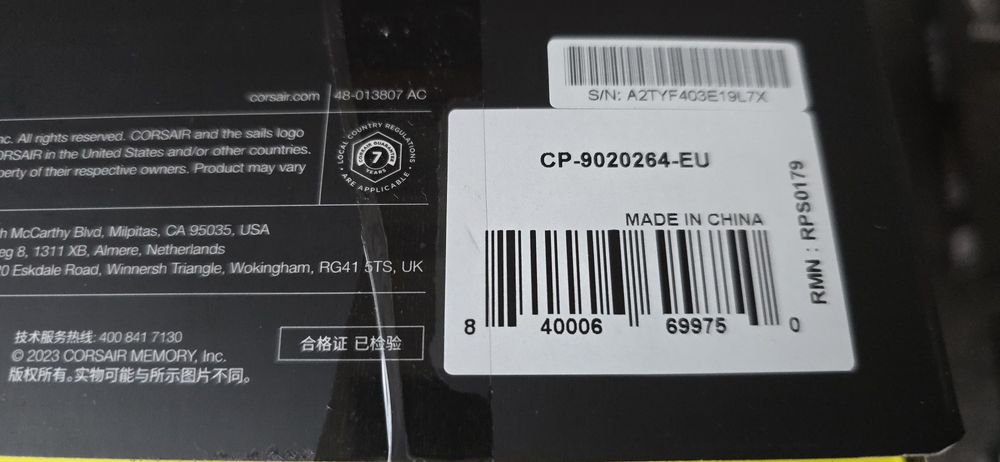 corsair.com 48-013807 AC
nc. All rights reserved. CORSAIR and the sails logo
ORSAIR in the United States and/or other countries.
perty of their respective owners. Product may vary
LOCAL COUNTRY REGULATIONS
CORSAIR GUARANTEE
7
YEARS
• ARE APPLICABLE •
h McCarthy Blvd, Milpitas, CA 95035, USA
eg 8, 1311 XB, Almere, Netherlands
0 Eskdale Road, Winnersh Triangle, Wokingham, RG41 5TS, UK
技术服务热线: 400 841 7130
© 2023 CORSAIR MEMORY, Inc.
版权所有。实物可能与所示图片不同。
合格证 已检验
S/N: A2TYF403E19L7X
CP-9020264-EU
MADE IN CHINA
8 40006 69975 0
RMN : RPS0179